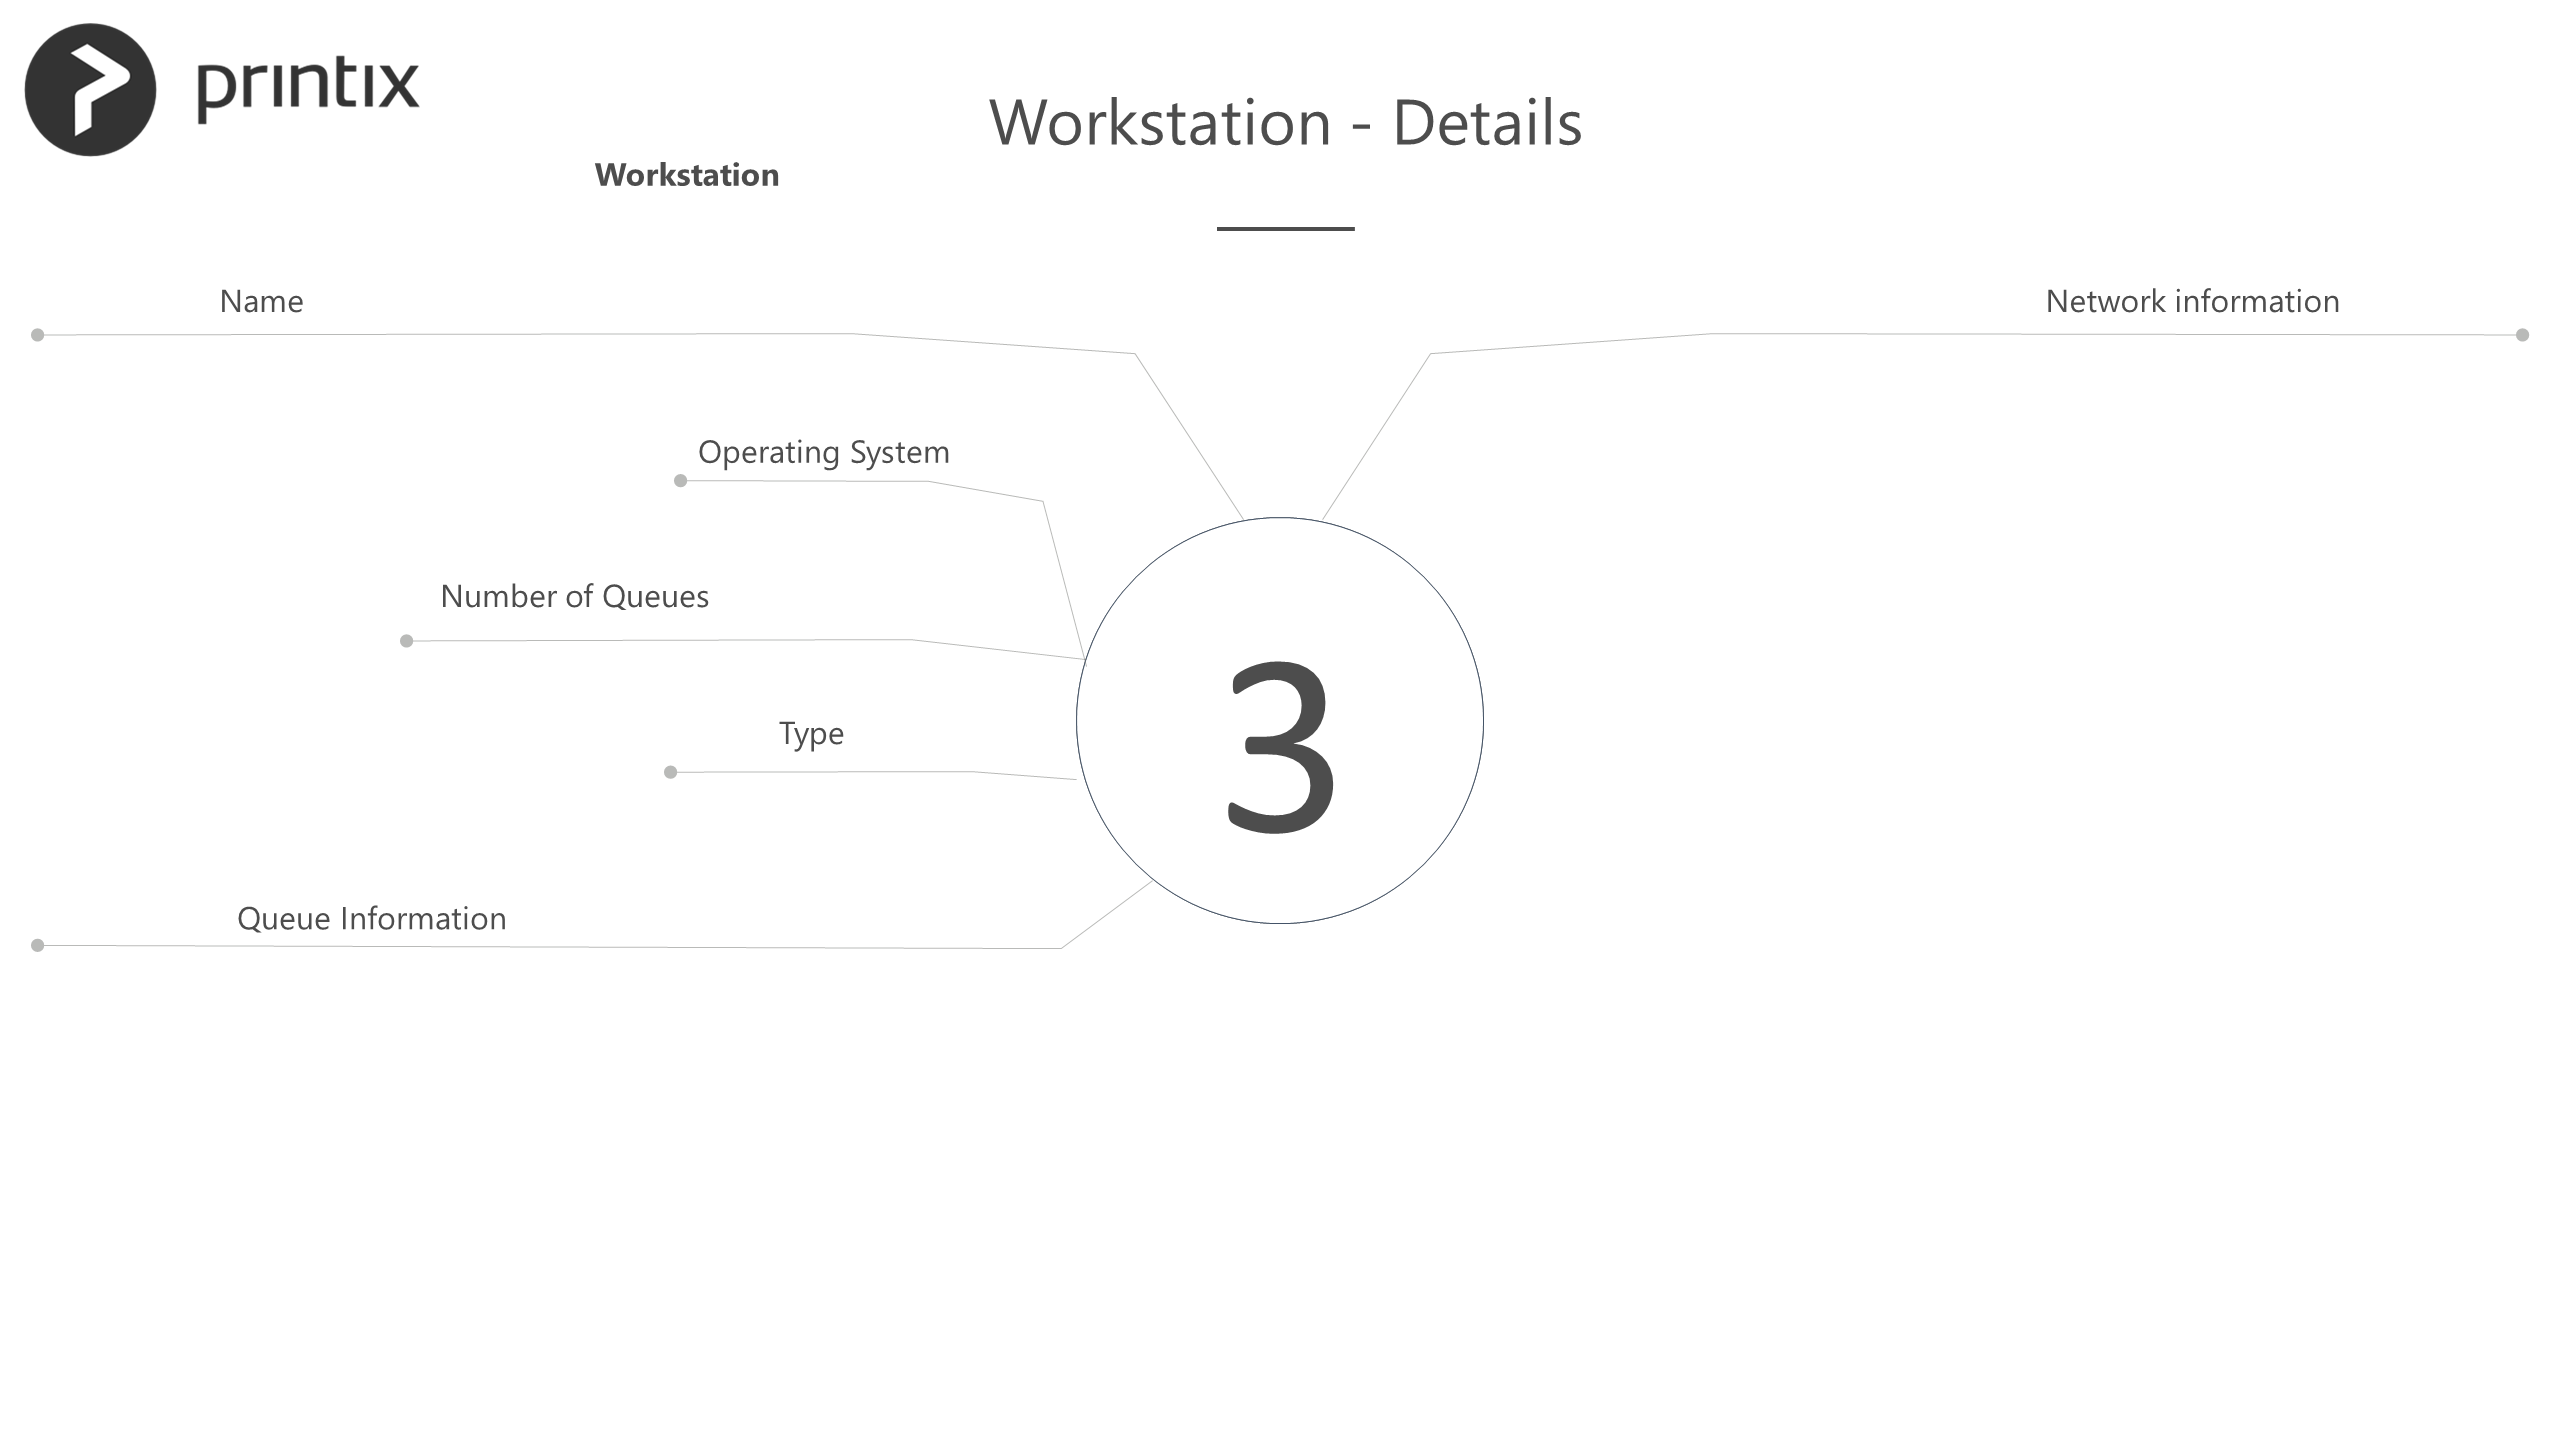 printix
Workstation - Details
Workstation
Name
Network information
Operating System
Number of Queues
3
Type
Queue Information